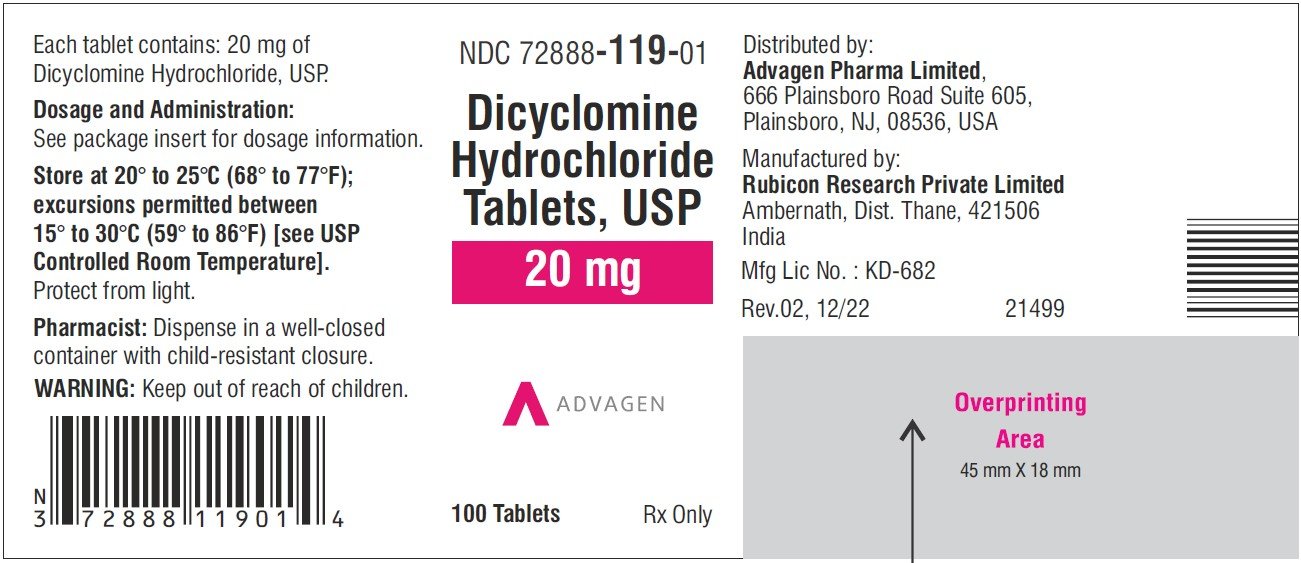 Each tablet contains: 20 mg of
Dicyclomine Hydrochloride, USP.
Dosage and Administration:
See package insert for dosage information.
Store at 20° to 25°C (68° to 77°F);
excursions permitted between
15° to 30°C (59° to 86°F) [see USP
Controlled Room Temperature].
Protect from light.
Pharmacist: Dispense in a well-closed
container with child-resistant closure.
WARNING: Keep out of reach of children.
N
3 72888 11901 4
NDC 72888-119-01
Dicyclomine
Hydrochloride
Tablets, USP
20 mg
ADVAGEN
100 Tablets Rx Only
Distributed by:
Advagen Pharma Limited,
666 Plainsboro Road Suite 605,
Plainsboro, NJ, 08536, USA
Manufactured by:
Rubicon Research Private Limited
Ambernath, Dist. Thane, 421506
India
Mfg Lic No. : KD-682
Rev.02, 12/22 21499
Overprinting
Area
45 mm X 18 mm